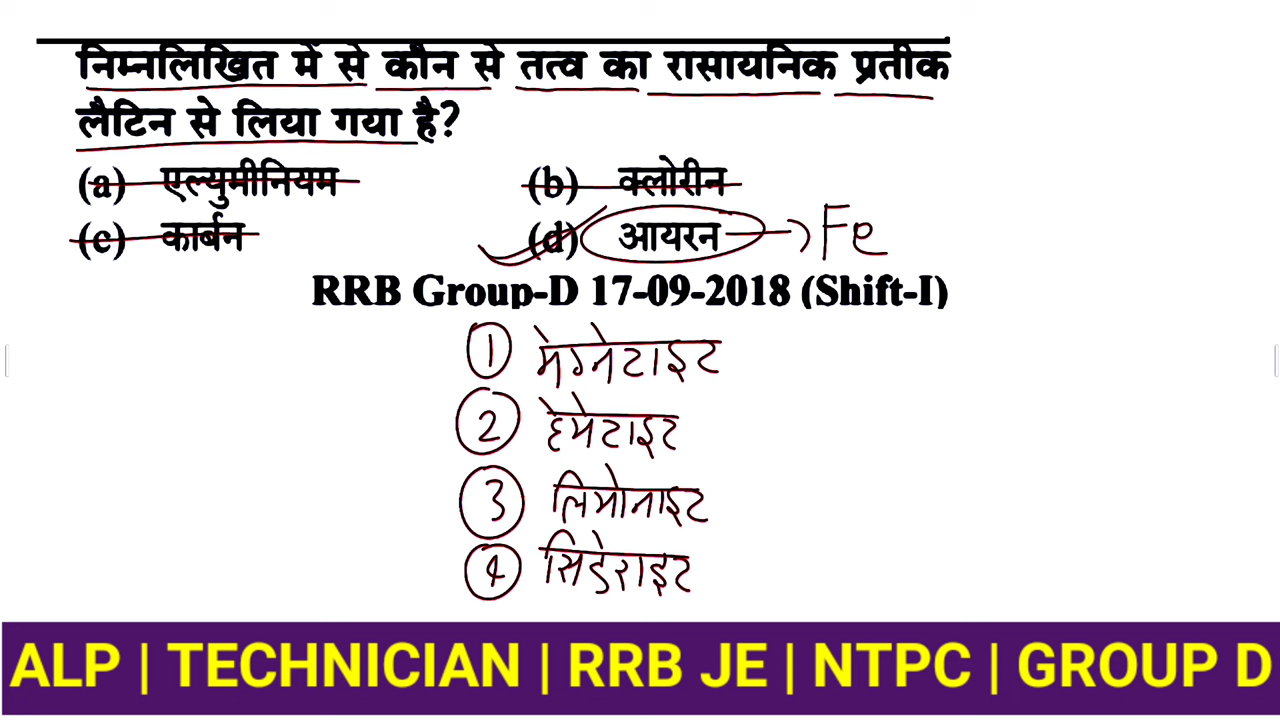 निम्नलिखित में से कौन से तत्व का रासायनिक प्रतीक
लैटिन से लिया गया है?
(a) एल्युमीनियम (b) क्लोरीन
(c) कार्बन (d) आयरन → Fe
RRB Group-D 17-09-2018 (Shift-I)
1 मेग्नेटाइट
2 हेमेटाइट
3 लिमोनाइट
4 सिडेराइट
ALP | TECHNICIAN | RRB JE | NTPC | GROUP D